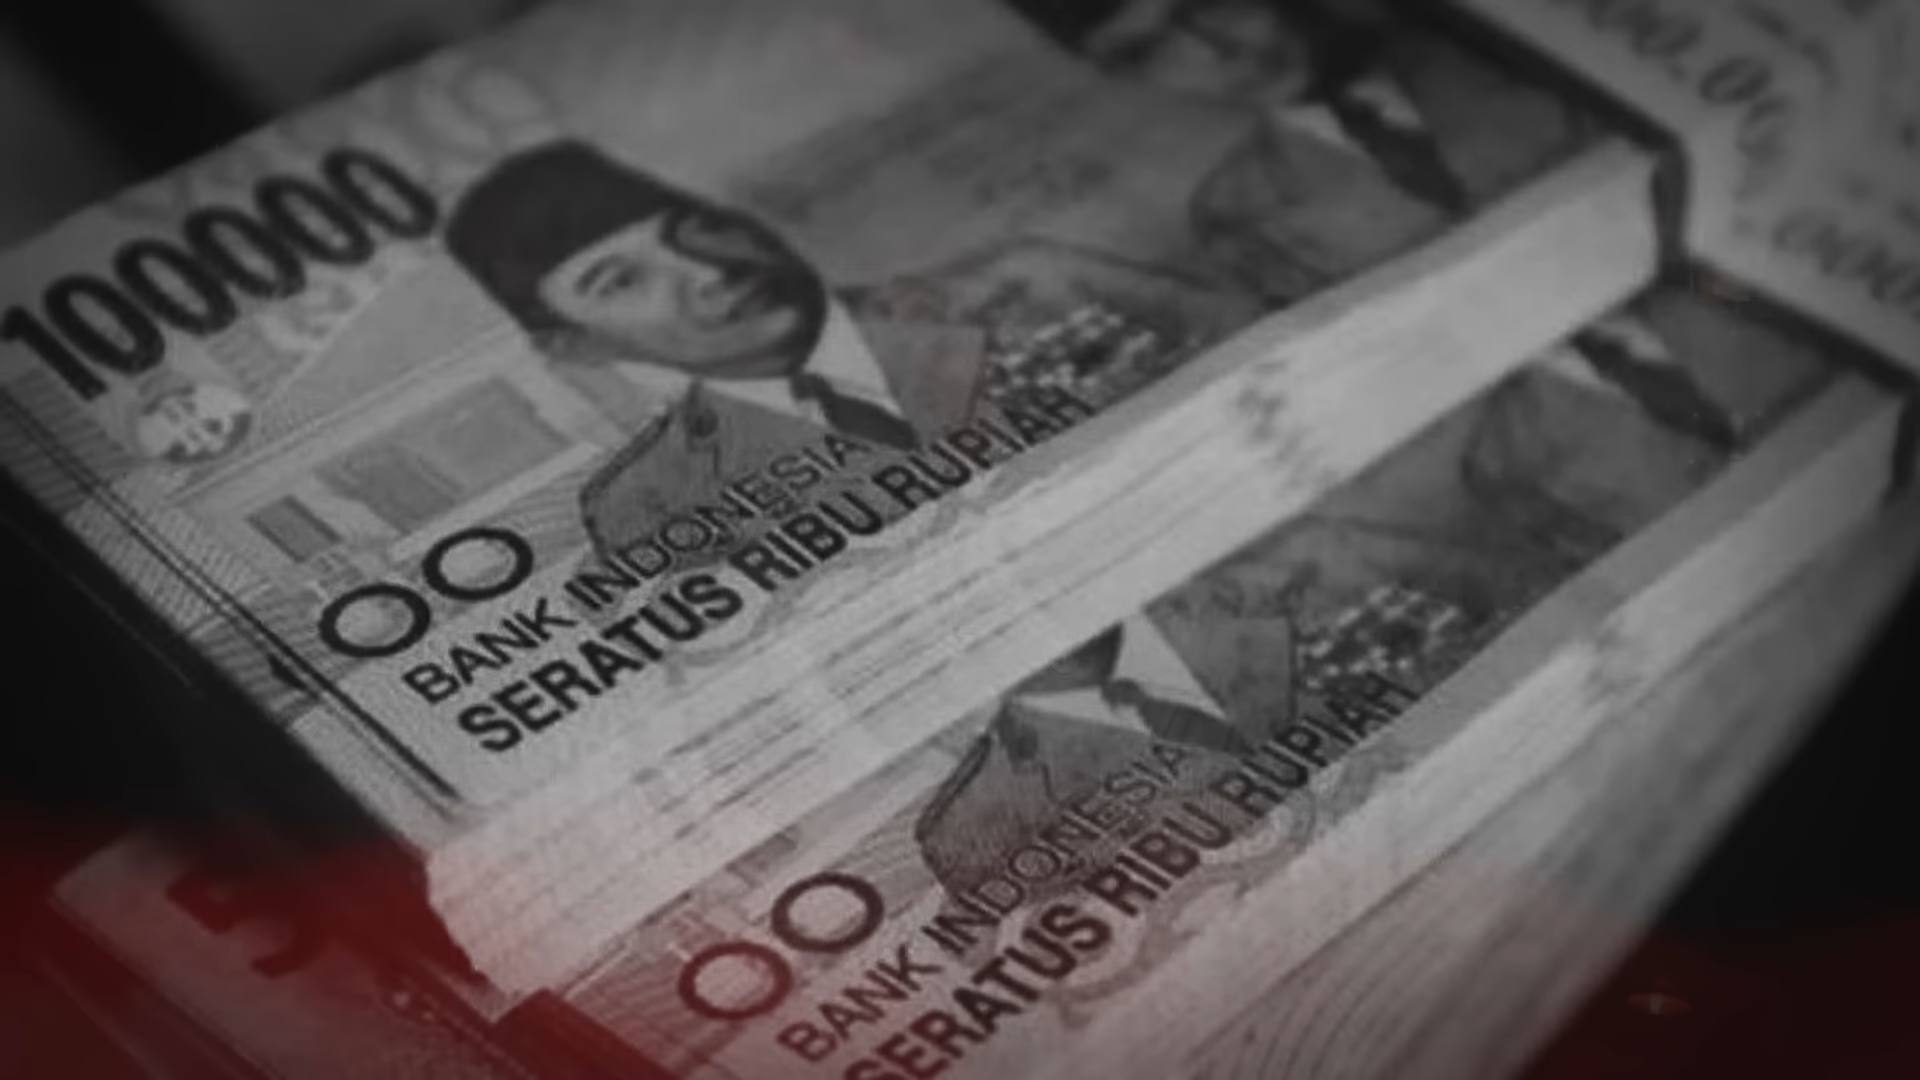 100000
BANK INDONESIA
SERATUS RIBU RUPIAH
BANK INDONESIA
SERATUS RIBU RUPIAH